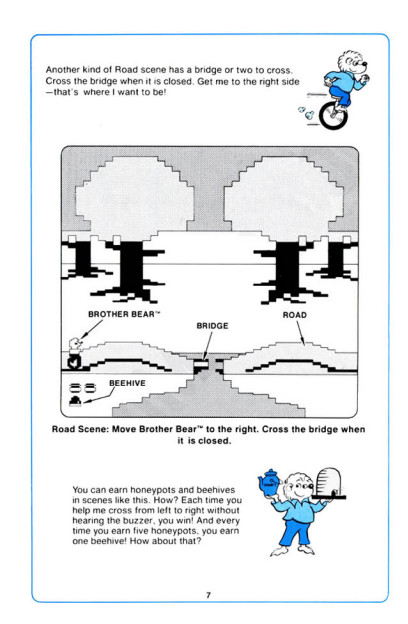 Another kind of Road scene has a bridge or two to cross.
Cross the bridge when it is closed. Get me to the right side
—that's where I want to be!
BROTHER BEAR™
BRIDGE
ROAD
BEEHIVE
Road Scene: Move Brother Bear™ to the right. Cross the bridge when
it is closed.
You can earn honeypots and beehives
in scenes like this. How? Each time you
help me cross from left to right without
hearing the buzzer, you win! And every
time you earn five honeypots, you earn
one beehive! How about that?
7